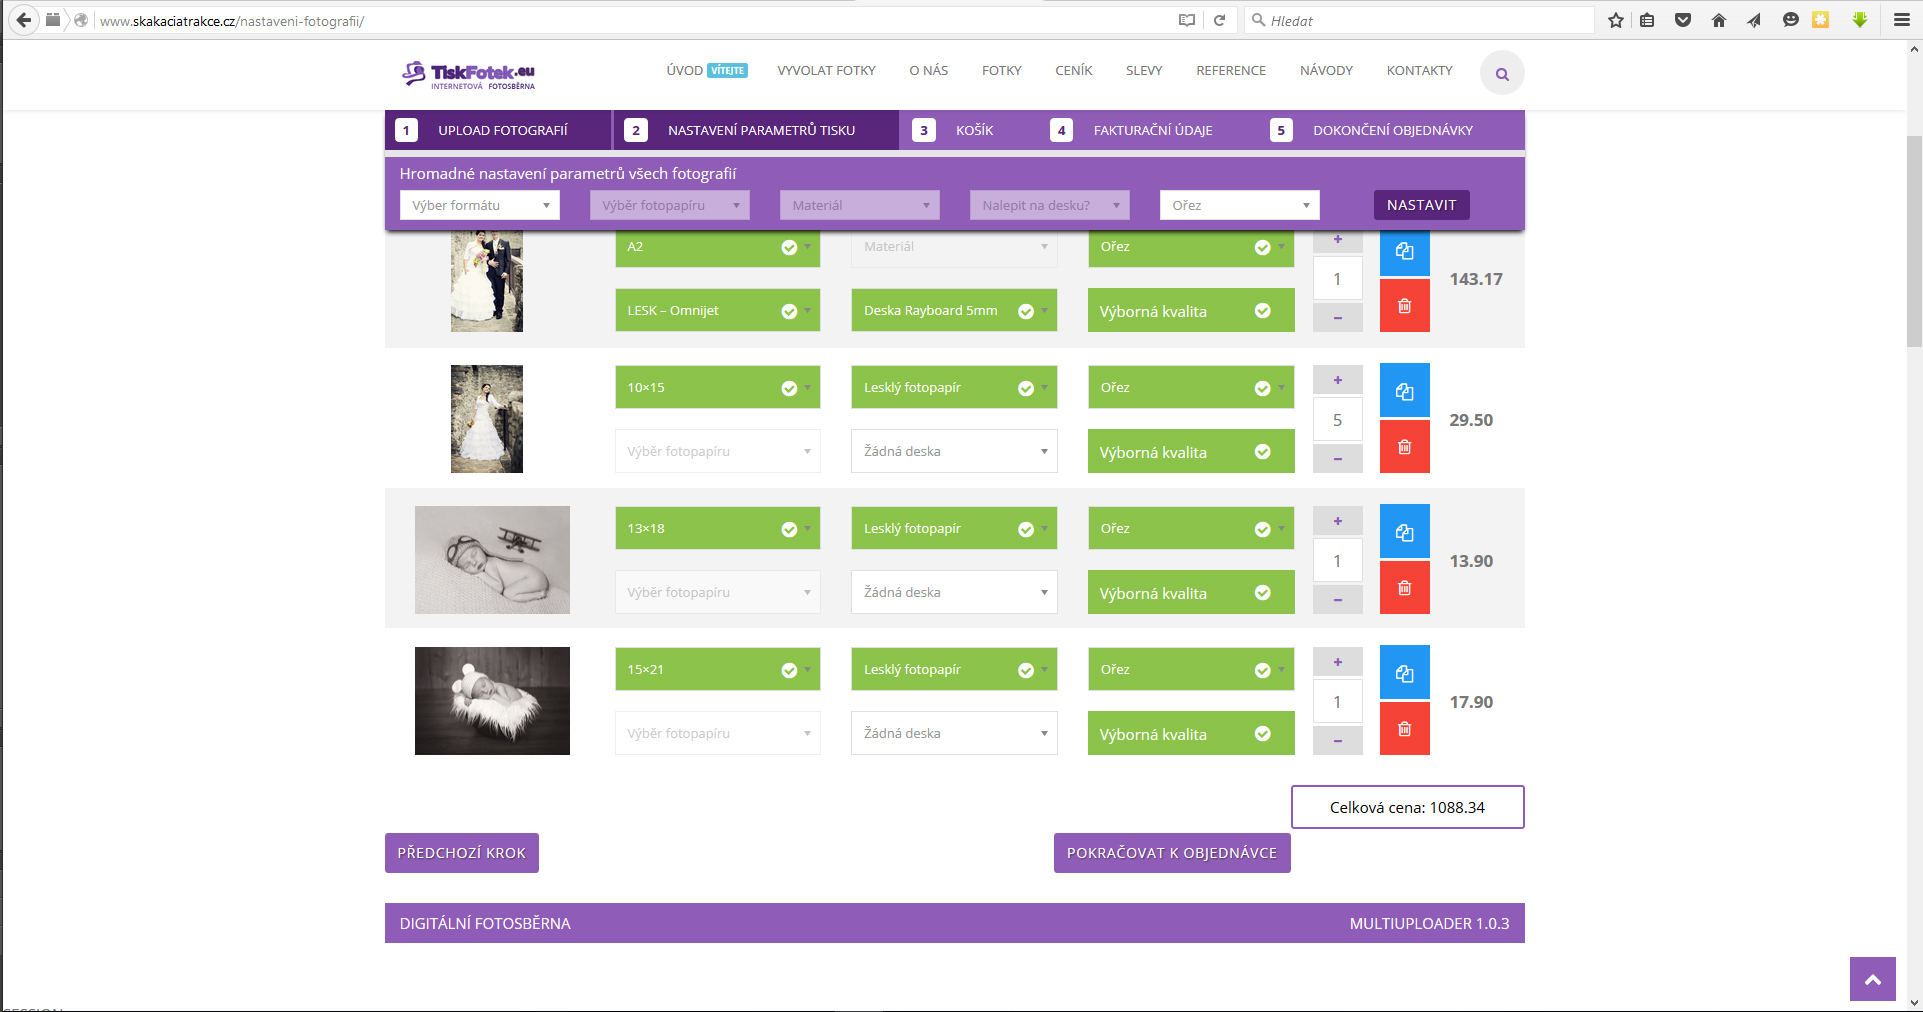 www.skakaciatrakce.cz/nastaveni-fotografii/
Hledat
TiskFotek.eu
INTERNETOVÁ FOTOSBĚRNA
ÚVOD VÍTEJTE VYVOLAT FOTKY O NÁS FOTKY CENÍK SLEVY REFERENCE NÁVODY KONTAKTY
1 UPLOAD FOTOGRAFIÍ 2 NASTAVENÍ PARAMETRŮ TISKU 3 KOŠÍK 4 FAKTURAČNÍ ÚDAJE 5 DOKONČENÍ OBJEDNÁVKY
Hromadné nastavení parametrů všech fotografií
Výber formátu Výběr fotopapíru Materiál Nalepit na desku? Ořez NASTAVIT
A2 Materiál Ořez +
1 143.17
LESK – Omnijet Deska Rayboard 5mm Výborná kvalita −
10×15 Lesklý fotopapír Ořez +
5 29.50
Výběr fotopapíru Žádná deska Výborná kvalita −
13×18 Lesklý fotopapír Ořez +
1 13.90
Výběr fotopapíru Žádná deska Výborná kvalita −
15×21 Lesklý fotopapír Ořez +
1 17.90
Výběr fotopapíru Žádná deska Výborná kvalita −
Celková cena: 1088.34
PŘEDCHOZÍ KROK POKRAČOVAT K OBJEDNÁVCE
DIGITÁLNÍ FOTOSBĚRNA MULTIUPLOADER 1.0.3